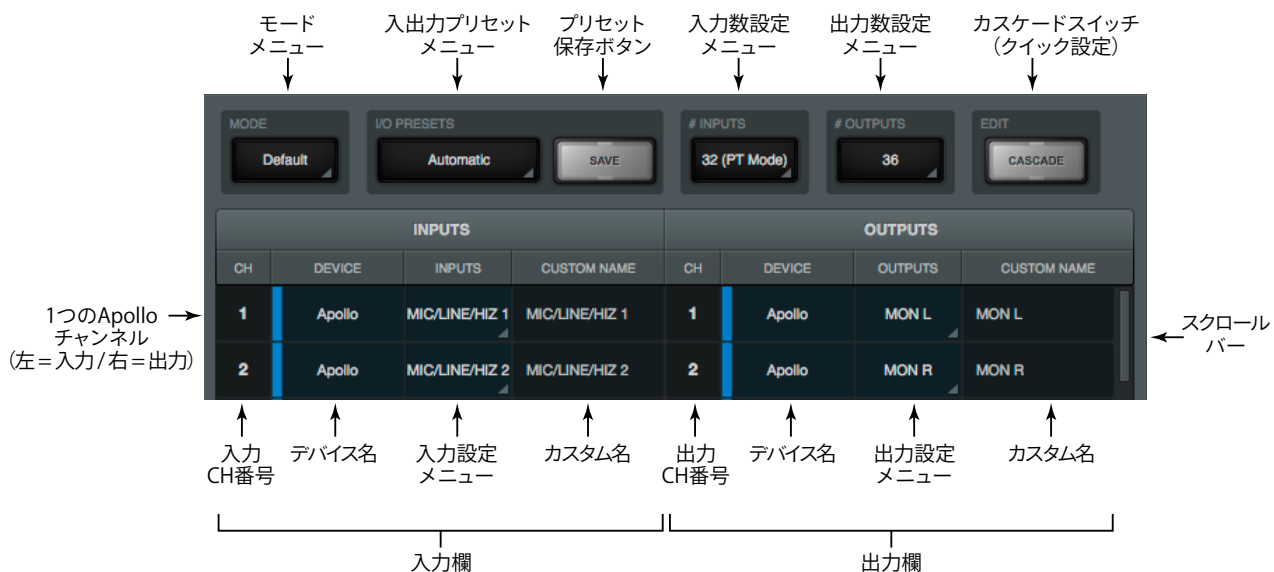 モード
メニュー
入出力プリセット
メニュー
プリセット
保存ボタン
入力数設定
メニュー
出力数設定
メニュー
カスケードスイッチ
（クイック設定）
MODE
I/O PRESETS
# INPUTS
# OUTPUTS
EDIT
Default
Automatic
SAVE
32 (PT Mode)
36
CASCADE
INPUTS
OUTPUTS
CH
DEVICE
INPUTS
CUSTOM NAME
CH
DEVICE
OUTPUTS
CUSTOM NAME
1つのApollo
チャンネル
（左=入力/右=出力）
1
Apollo
MIC/LINE/HIZ 1
MIC/LINE/HIZ 1
1
Apollo
MON L
MON L
2
Apollo
MIC/LINE/HIZ 2
MIC/LINE/HIZ 2
2
Apollo
MON R
MON R
スクロール
バー
入力
CH番号
デバイス名
入力設定
メニュー
カスタム名
出力
CH番号
デバイス名
出力設定
メニュー
カスタム名
入力欄
出力欄